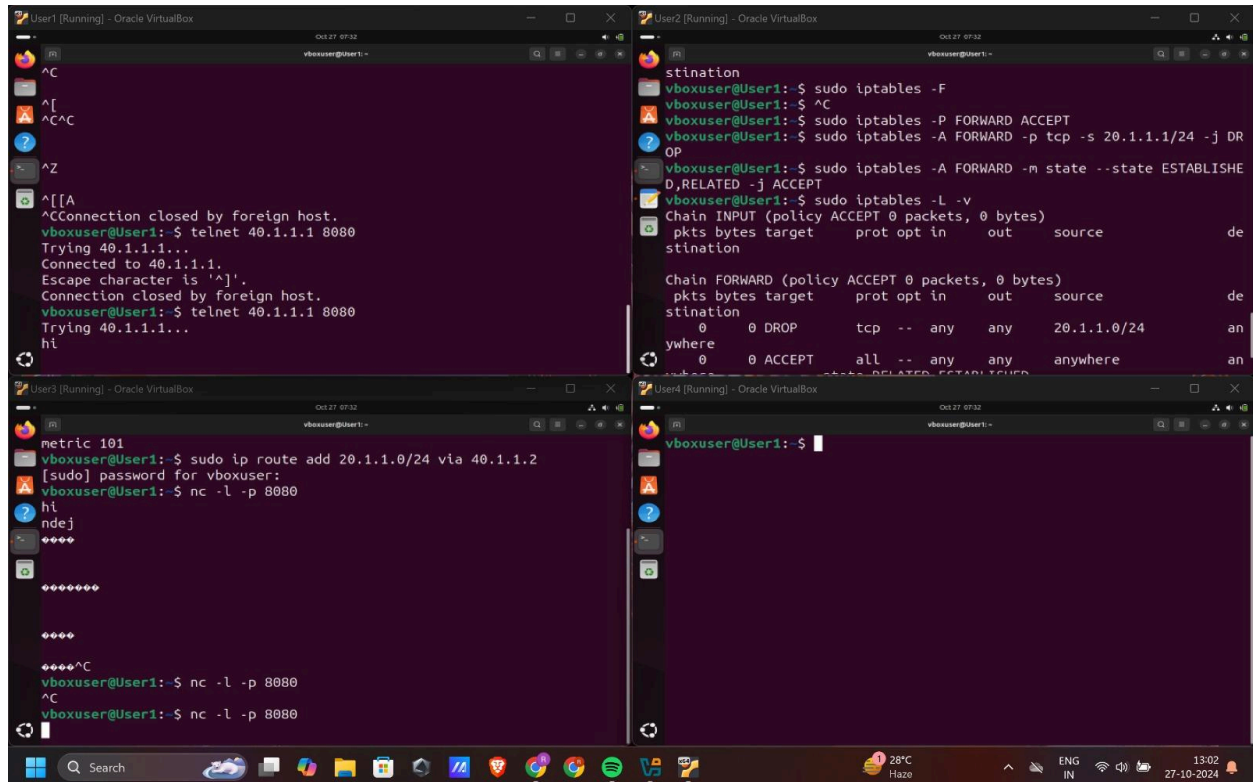 User1 [Running] - Oracle VirtualBox
Oct 27 07:32
vboxuser@User1: ~
^C
^[
^C^C
^Z
^[[A
^CConnection closed by foreign host.
vboxuser@User1:~$ telnet 40.1.1.1 8080
Trying 40.1.1.1...
Connected to 40.1.1.1.
Escape character is '^]'.
Connection closed by foreign host.
vboxuser@User1:~$ telnet 40.1.1.1 8080
Trying 40.1.1.1...
hi
User2 [Running] - Oracle VirtualBox
Oct 27 07:32
vboxuser@User1: ~
stination
vboxuser@User1:~$ sudo iptables -F
vboxuser@User1:~$ ^C
vboxuser@User1:~$ sudo iptables -P FORWARD ACCEPT
vboxuser@User1:~$ sudo iptables -A FORWARD -p tcp -s 20.1.1.1/24 -j DR
OP
vboxuser@User1:~$ sudo iptables -A FORWARD -m state --state ESTABLISHE
D,RELATED -j ACCEPT
vboxuser@User1:~$ sudo iptables -L -v
Chain INPUT (policy ACCEPT 0 packets, 0 bytes)
pkts bytes target prot opt in out source de
stination
Chain FORWARD (policy ACCEPT 0 packets, 0 bytes)
pkts bytes target prot opt in out source de
stination
0 0 DROP tcp -- any any 20.1.1.0/24 an
ywhere
0 0 ACCEPT all -- any any anywhere an
ywhere state RELATED,ESTABLISHED
User3 [Running] - Oracle VirtualBox
Oct 27 07:32
vboxuser@User1: ~
metric 101
vboxuser@User1:~$ sudo ip route add 20.1.1.0/24 via 40.1.1.2
[sudo] password for vboxuser:
vboxuser@User1:~$ nc -l -p 8080
hi
ndej
����
�������
����
����^C
vboxuser@User1:~$ nc -l -p 8080
^C
vboxuser@User1:~$ nc -l -p 8080
User4 [Running] - Oracle VirtualBox
Oct 27 07:32
vboxuser@User1: ~
vboxuser@User1:~$
Search
1
28°C
Haze
ENG
IN
13:02
27-10-2024